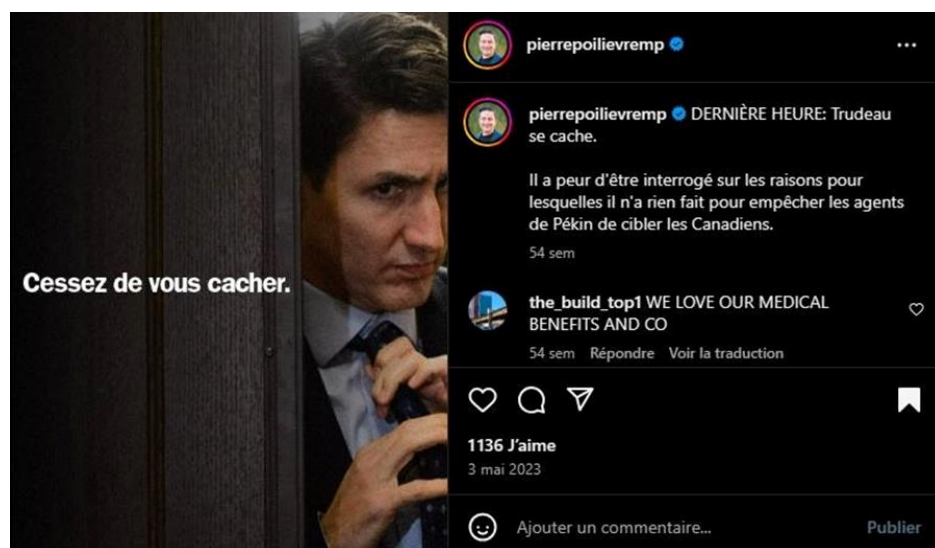 Cessez de vous cacher.
pierrepoilievremp
pierrepoilievremp DERNIÈRE HEURE: Trudeau
se cache.
Il a peur d'être interrogé sur les raisons pour
lesquelles il n'a rien fait pour empêcher les agents
de Pékin de cibler les Canadiens.
54 sem
the_build_top1 WE LOVE OUR MEDICAL
BENEFITS AND CO
54 sem Répondre Voir la traduction
1136 J'aime
3 mai 2023
Ajouter un commentaire... Publier